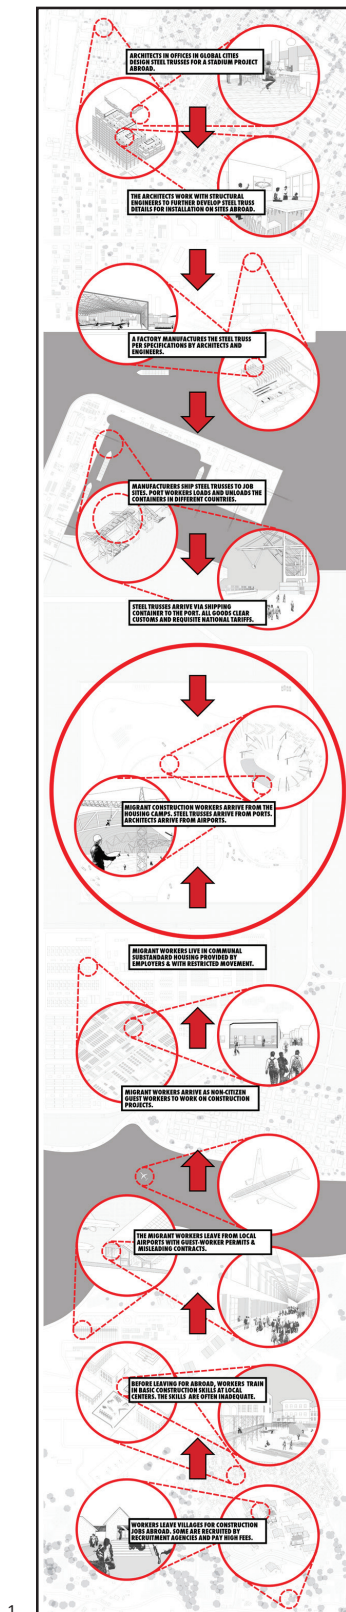 ARCHITECTS IN OFFICES IN GLOBAL CITIES
DESIGN STEEL TRUSSES FOR A STADIUM PROJECT
ABROAD.
THE ARCHITECTS WORK WITH STRUCTURAL
ENGINEERS TO FURTHER DEVELOP STEEL TRUSS
DETAILS FOR INSTALLATION ON SITES ABROAD.
A FACTORY MANUFACTURES THE STEEL TRUSS
PER SPECIFICATIONS BY ARCHITECTS AND
ENGINEERS.
MANUFACTURERS SHIP STEEL TRUSSES TO JOB
SITES. PORT WORKERS LOADS AND UNLOADS THE
CONTAINERS IN DIFFERENT COUNTRIES.
STEEL TRUSSES ARRIVE VIA SHIPPING
CONTAINER TO THE PORT. ALL GOODS CLEAR
CUSTOMS AND REQUISITE NATIONAL TARIFFS.
MIGRANT CONSTRUCTION WORKERS ARRIVE FROM THE
HOUSING CAMPS. STEEL TRUSSES ARRIVE FROM PORTS.
ARCHITECTS ARRIVE FROM AIRPORTS.
MIGRANT WORKERS LIVE IN COMMUNAL
SUBSTANDARD HOUSING PROVIDED BY
EMPLOYERS & WITH RESTRICTED MOVEMENT.
MIGRANT WORKERS ARRIVE AS NON-CITIZEN
GUEST WORKERS TO WORK ON CONSTRUCTION
PROJECTS.
THE MIGRANT WORKERS LEAVE FROM LOCAL
AIRPORTS WITH GUEST-WORKER PERMITS &
MISLEADING CONTRACTS.
BEFORE LEAVING FOR ABROAD, WORKERS TRAIN
IN BASIC CONSTRUCTION SKILLS AT LOCAL
CENTERS. THE SKILLS ARE OFTEN INADEQUATE.
WORKERS LEAVE VILLAGES FOR CONSTRUCTION
JOBS ABROAD. SOME ARE RECRUITED BY
RECRUITMENT AGENCIES AND PAY HIGH FEES.
1